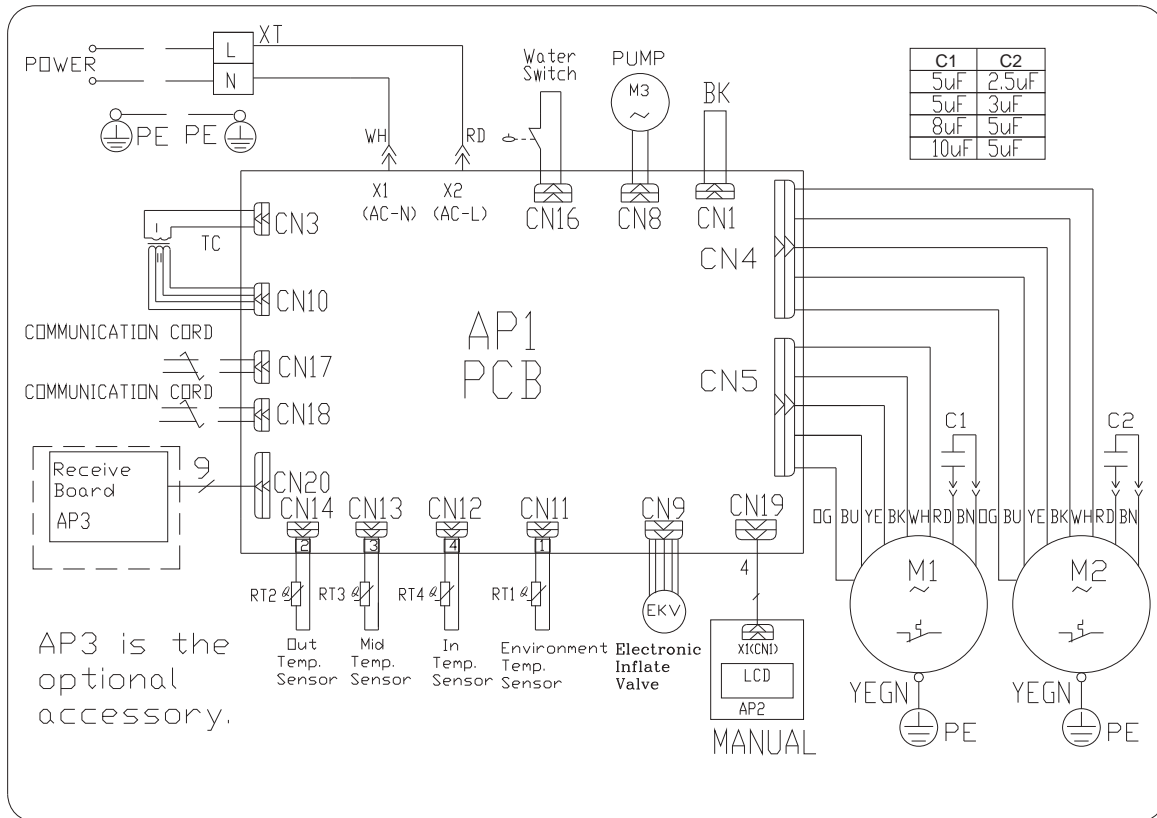 POWER
L
N
XT
PE PE
WH
RD
X1
(AC-N)
X2
(AC-L)
Water
Switch
CN16
PUMP
M3
~
CN8
BK
CN1
C1 C2
5uF 2.5uF
5uF 3uF
8uF 5uF
10uF 5uF
CN3
TC
I
II
CN10
COMMUNICATION CORD
CN17
COMMUNICATION CORD
CN18
AP1
PCB
CN4
CN5
Receive
Board
AP3
9
CN20
CN14
CN13
CN12
CN11
CN9
CN19
2
3
4
1
RT2
RT3
RT4
RT1
EKV
4
X1(CN1)
LCD
AP2
MANUAL
Out
Temp.
Sensor
Mid
Temp.
Sensor
In
Temp.
Sensor
Environment
Temp.
Sensor
Electronic
Inflate
Valve
C1
C2
OG BU YE BK WH RD BN OG BU YE BK WH RD BN
M1
~
M2
~
YEGN
PE
YEGN
PE
AP3 is the
optional
accessory.